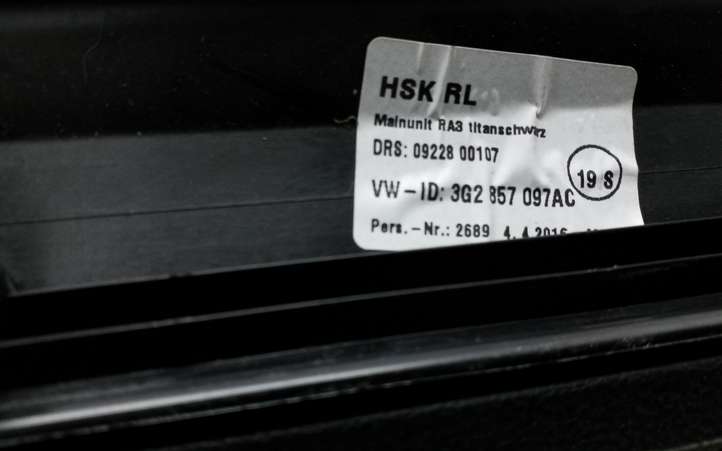 HSK RL
Mainunit RA3 titanschwarz
DRS: 09228 00107
19 S
VW-ID: 3G2 857 097AC
Pers.-Nr.: 2689 4.4.2016